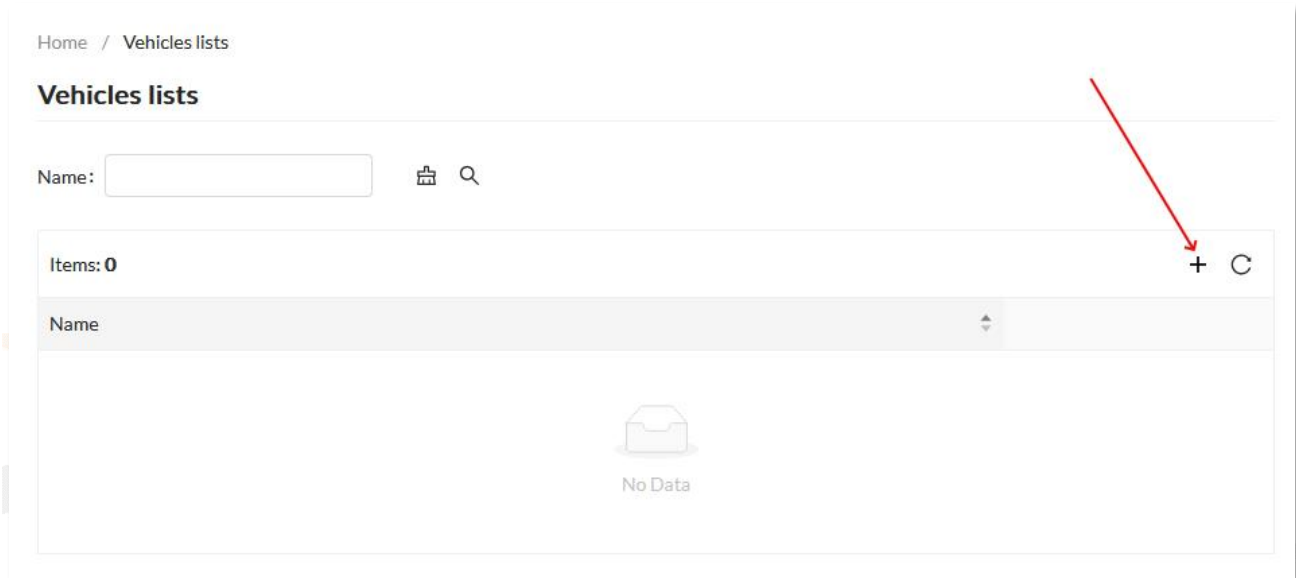 Home / Vehicles lists
Vehicles lists
Name:
Items: 0
Name
No Data